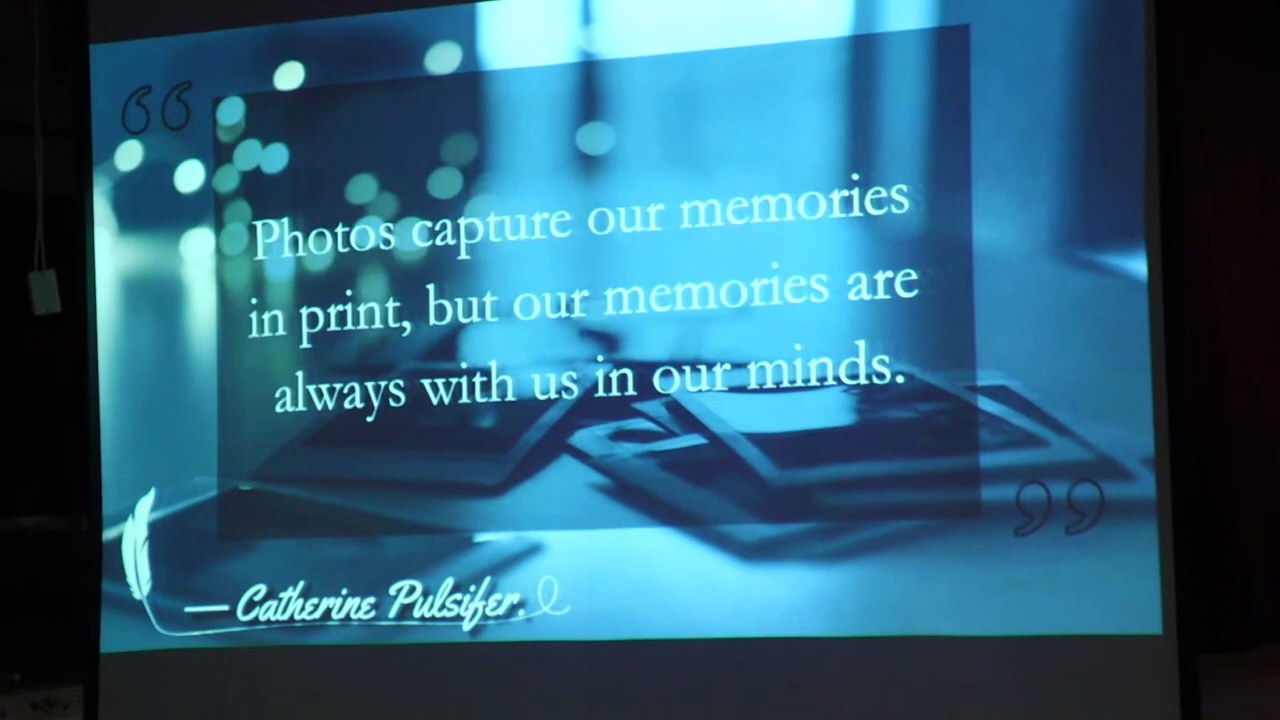 “
Photos capture our memories
in print, but our memories are
always with us in our minds.
”
— Catherine Pulsifer.